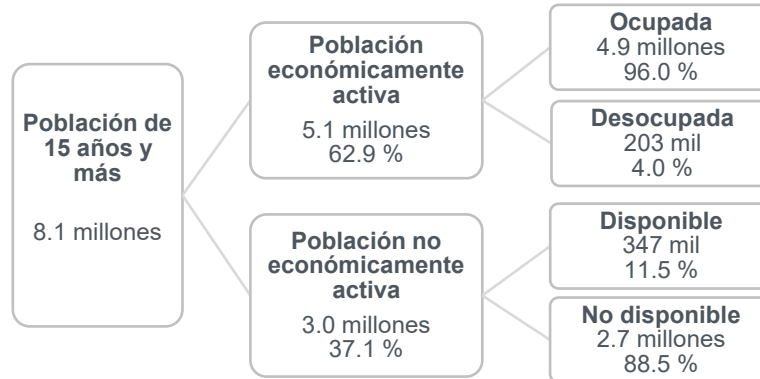 Población de
15 años y
más
8.1 millones
Población
económicamente
activa
5.1 millones
62.9 %
Población no
económicamente
activa
3.0 millones
37.1 %
Ocupada
4.9 millones
96.0 %
Desocupada
203 mil
4.0 %
Disponible
347 mil
11.5 %
No disponible
2.7 millones
88.5 %